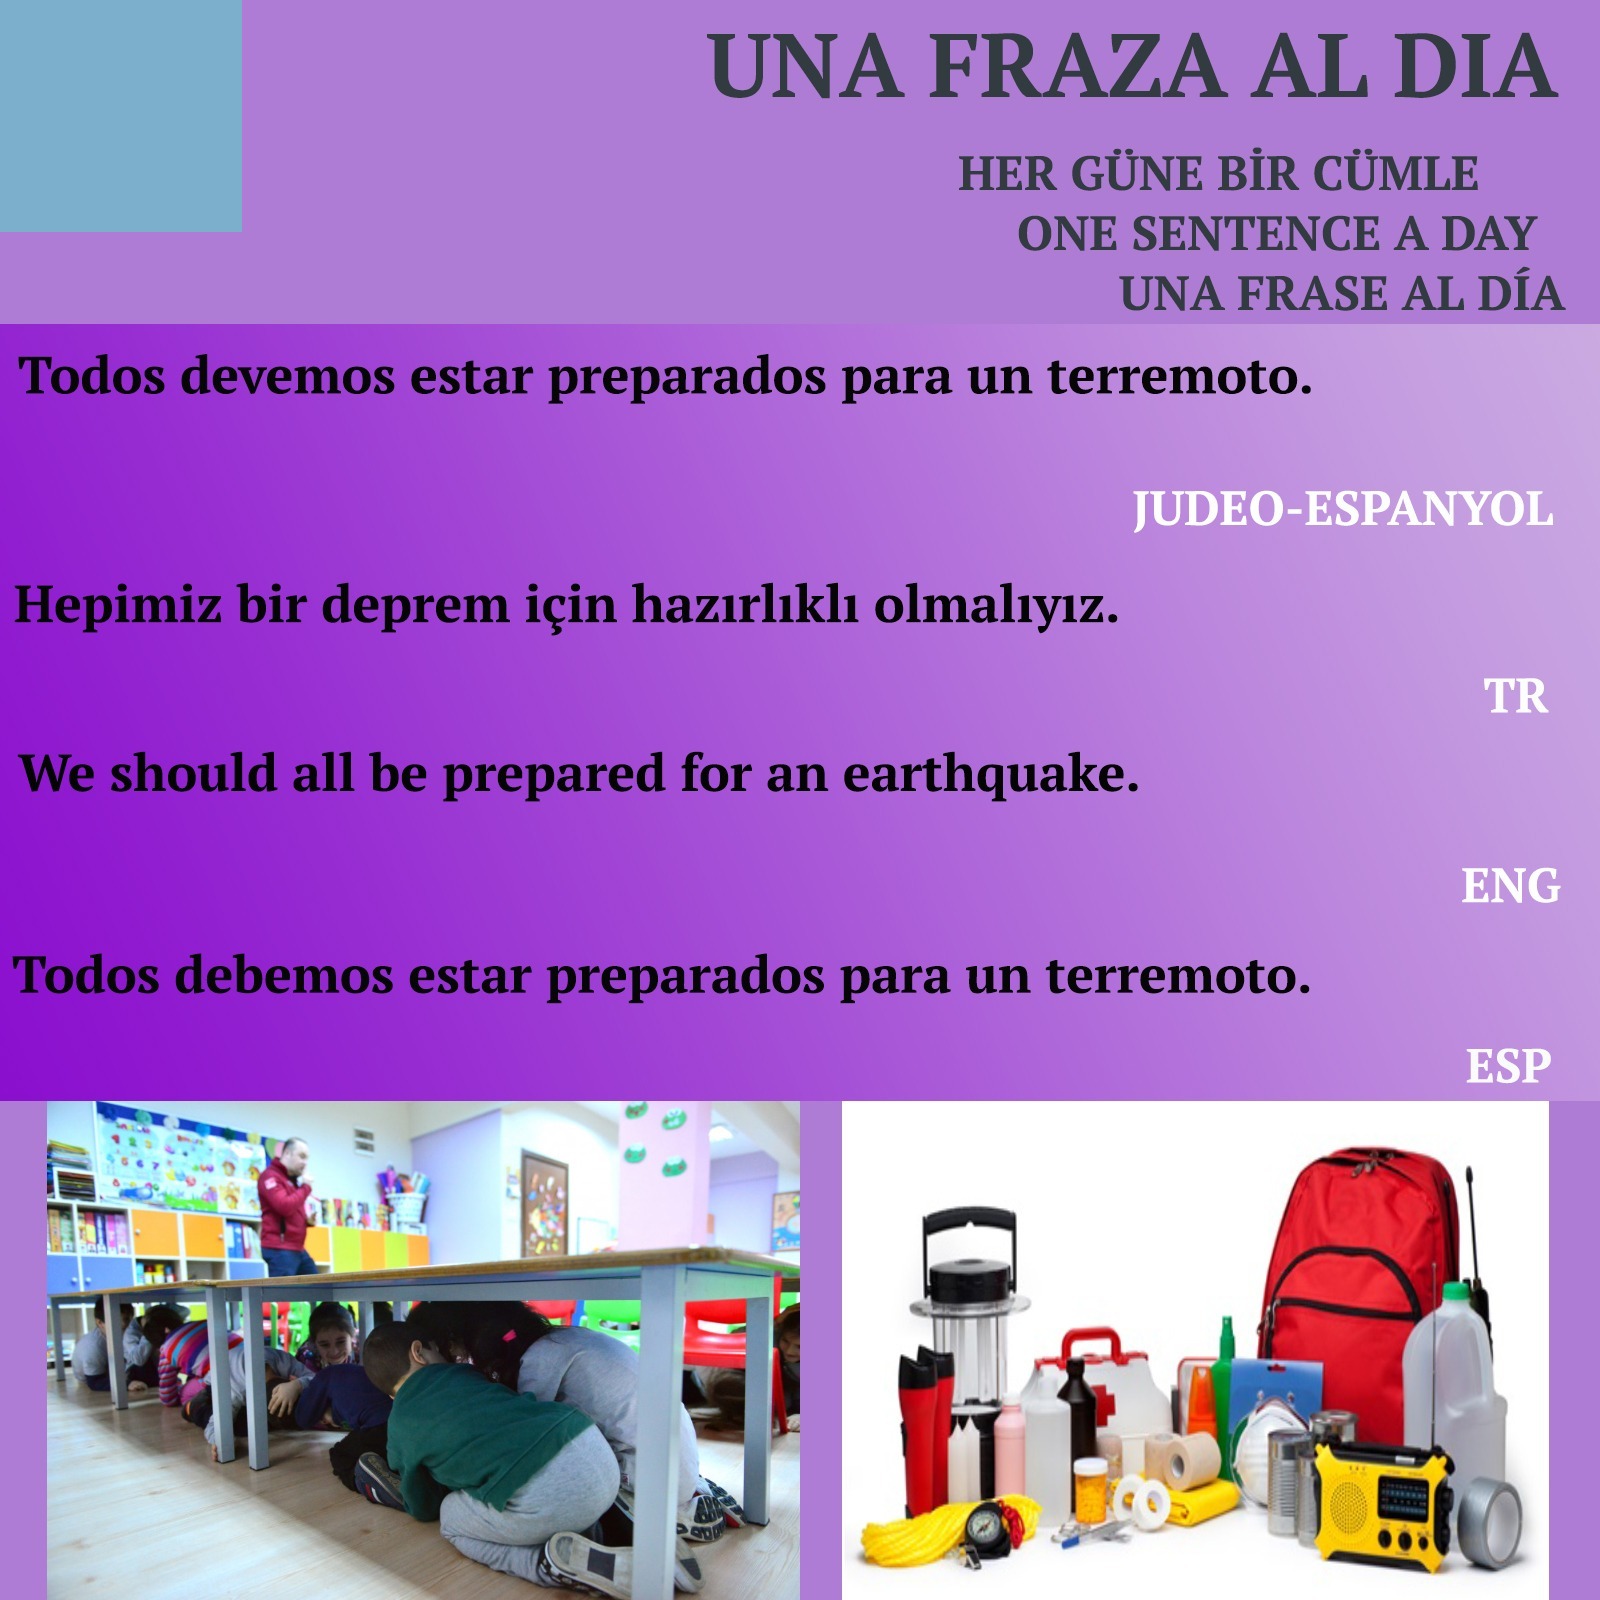 UNA FRAZA AL DIA
HER GÜNE BİR CÜMLE
ONE SENTENCE A DAY
UNA FRASE AL DÍA
Todos devemos estar preparados para un terremoto.
JUDEO-ESPANYOL
Hepimiz bir deprem için hazırlıklı olmalıyız.
TR
We should all be prepared for an earthquake.
ENG
Todos debemos estar preparados para un terremoto.
ESP